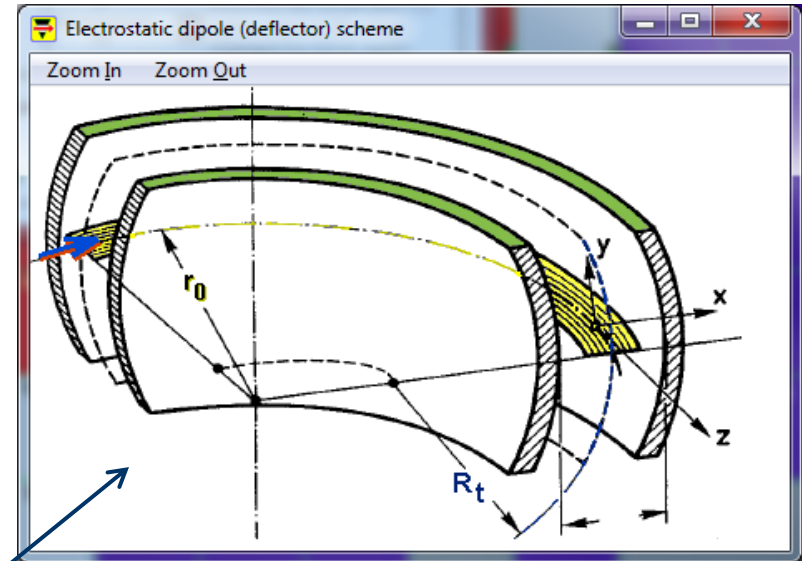 Electrostatic dipole (deflector) scheme
Zoom In Zoom Out
y
x
r0
z
Rt